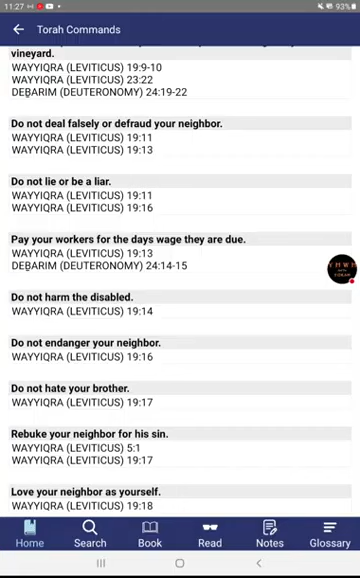 11:27
93%
Torah Commands
vineyard.
WAYYIQRA (LEVITICUS) 19:9-10
WAYYIQRA (LEVITICUS) 23:22
DEḆARIM (DEUTERONOMY) 24:19-22
Do not deal falsely or defraud your neighbor.
WAYYIQRA (LEVITICUS) 19:11
WAYYIQRA (LEVITICUS) 19:13
Do not lie or be a liar.
WAYYIQRA (LEVITICUS) 19:11
WAYYIQRA (LEVITICUS) 19:16
Pay your workers for the days wage they are due.
WAYYIQRA (LEVITICUS) 19:13
DEḆARIM (DEUTERONOMY) 24:14-15
Do not harm the disabled.
WAYYIQRA (LEVITICUS) 19:14
Do not endanger your neighbor.
WAYYIQRA (LEVITICUS) 19:16
Do not hate your brother.
WAYYIQRA (LEVITICUS) 19:17
Rebuke your neighbor for his sin.
WAYYIQRA (LEVITICUS) 5:1
WAYYIQRA (LEVITICUS) 19:17
Love your neighbor as yourself.
WAYYIQRA (LEVITICUS) 19:18
Home Search Book Read Notes Glossary